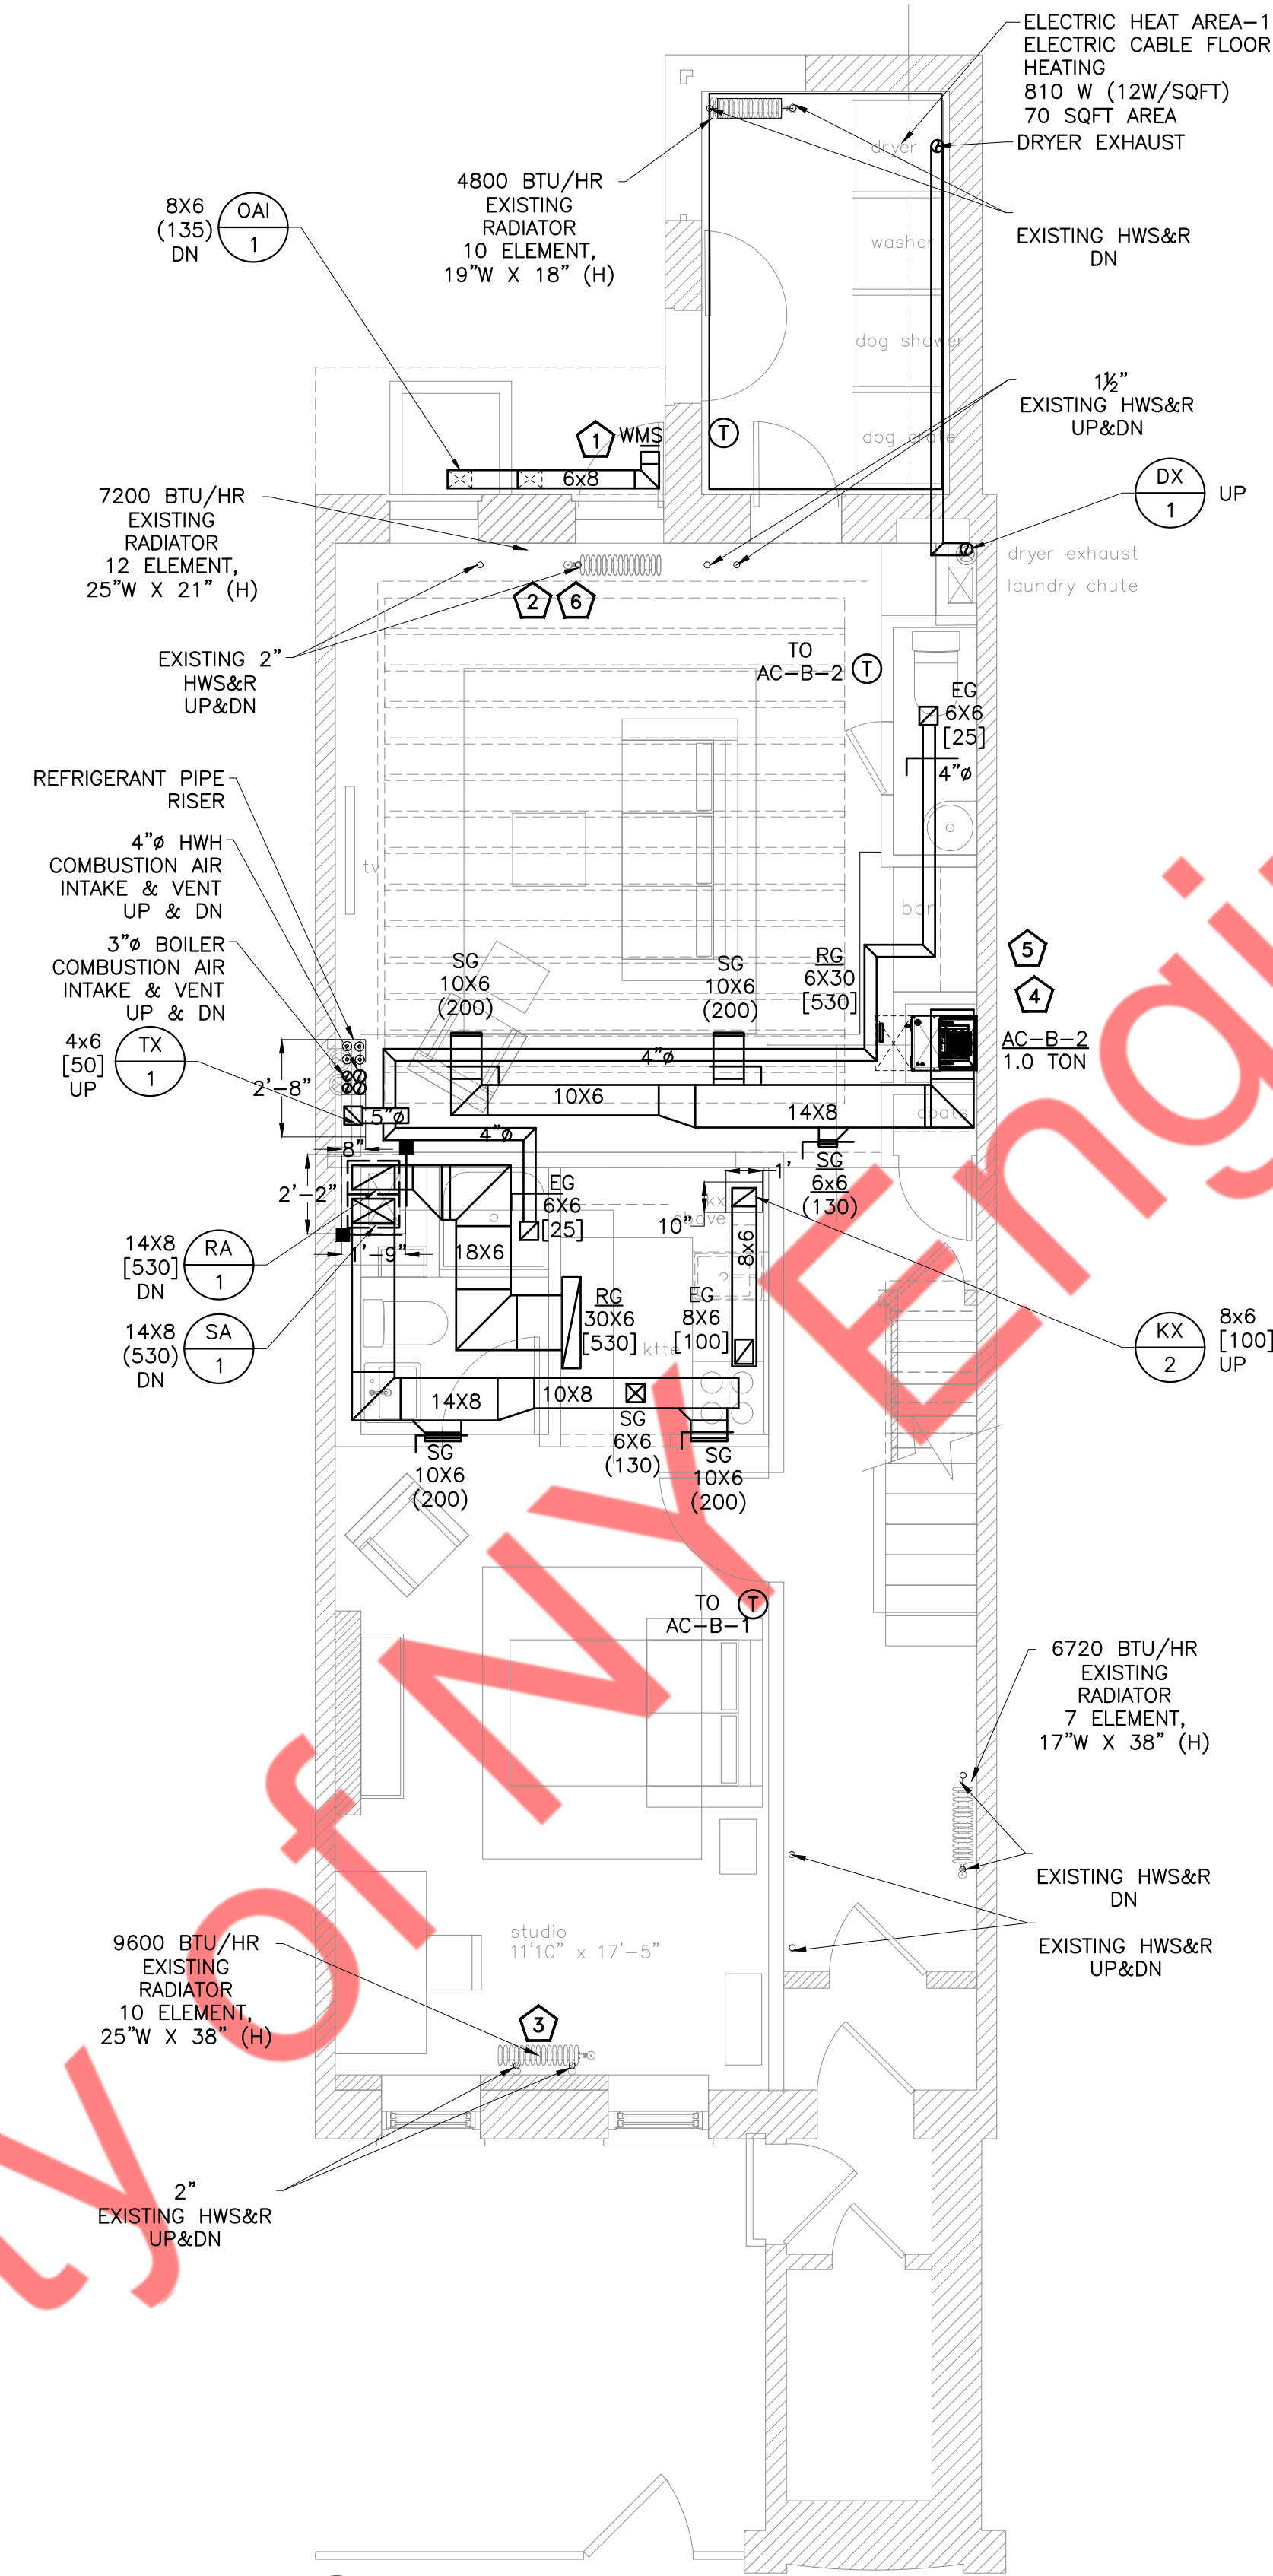 ELECTRIC HEAT AREA-1
ELECTRIC CABLE FLOOR
HEATING
810 W (12W/SQFT)
70 SQFT AREA
DRYER EXHAUST
dryer
4800 BTU/HR
EXISTING
RADIATOR
10 ELEMENT,
19"W X 18" (H)
8X6
(135)
DN
OAI
1
washer
EXISTING HWS&R
DN
dog shower
1½"
EXISTING HWS&R
UP&DN
1
WMS
T
dog crate
6x8
DX
1
UP
7200 BTU/HR
EXISTING
RADIATOR
12 ELEMENT,
25"W X 21" (H)
dryer exhaust
laundry chute
2
6
EXISTING 2"
HWS&R
UP&DN
TO
AC-B-2
T
EG
6X6
[25]
4"ø
REFRIGERANT PIPE
RISER
4"ø HWH
COMBUSTION AIR
INTAKE & VENT
UP & DN
3"ø BOILER
COMBUSTION AIR
INTAKE & VENT
UP & DN
tv
bar
SG
10X6
(200)
SG
10X6
(200)
RG
6X30
[530]
5
4
AC-B-2
1.0 TON
4x6
[50]
UP
TX
1
2'-8"
4"ø
10X6
14X8
coats
5"ø
4"ø
8"
SG
6x6
(130)
2'-2"
EG
6X6
[25]
1'
kx
above
10"
14X8
[530]
DN
RA
1
1'-9"
18X6
8x6
RG
30X6
[530]
EG
8X6
[100]
ktte
14X8
(530)
DN
SA
1
KX
2
8x6
[100]
UP
14X8
10X8
SG
10X6
(200)
SG
6X6
(130)
SG
10X6
(200)
TO
AC-B-1
T
6720 BTU/HR
EXISTING
RADIATOR
7 ELEMENT,
17"W X 38" (H)
EXISTING HWS&R
DN
studio
11'10" x 17'-5"
EXISTING HWS&R
UP&DN
9600 BTU/HR
EXISTING
RADIATOR
10 ELEMENT,
25"W X 38" (H)
3
2"
EXISTING HWS&R
UP&DN
ty of NY Engi